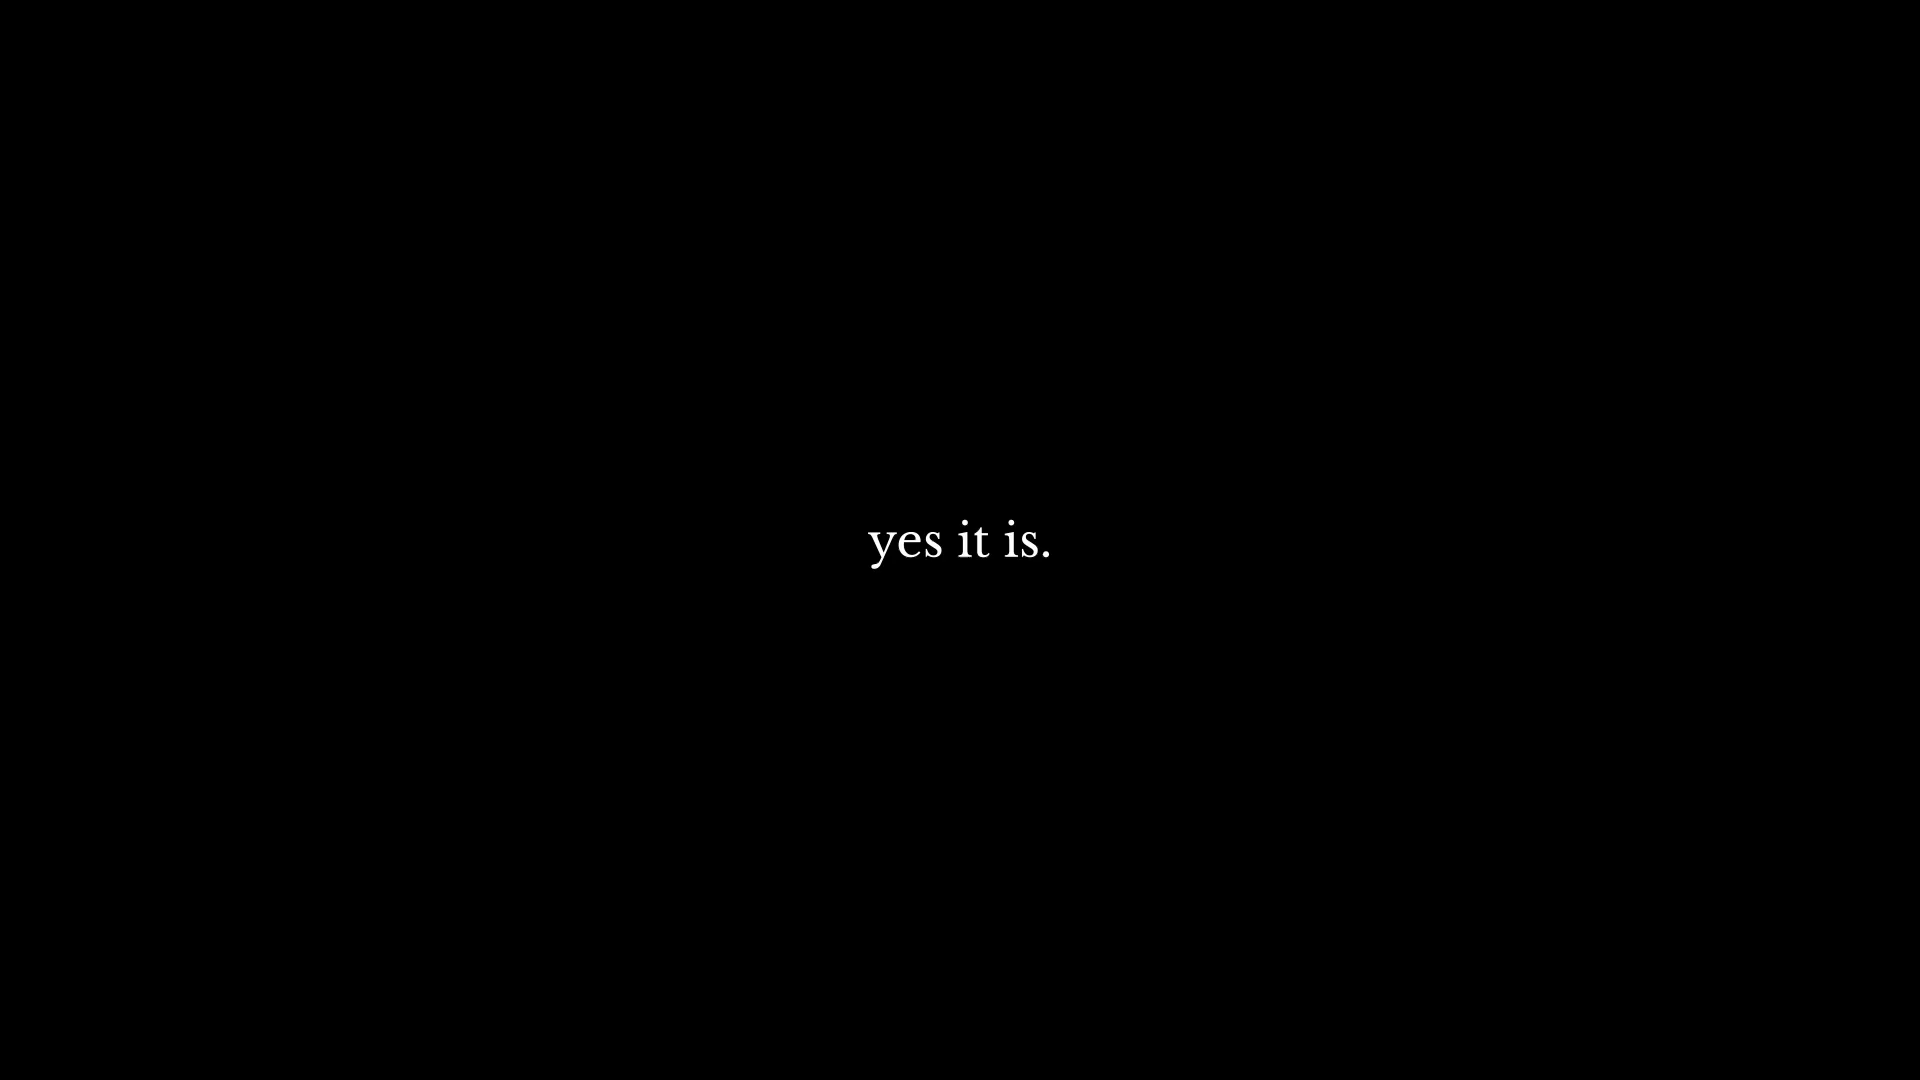 yes it is.